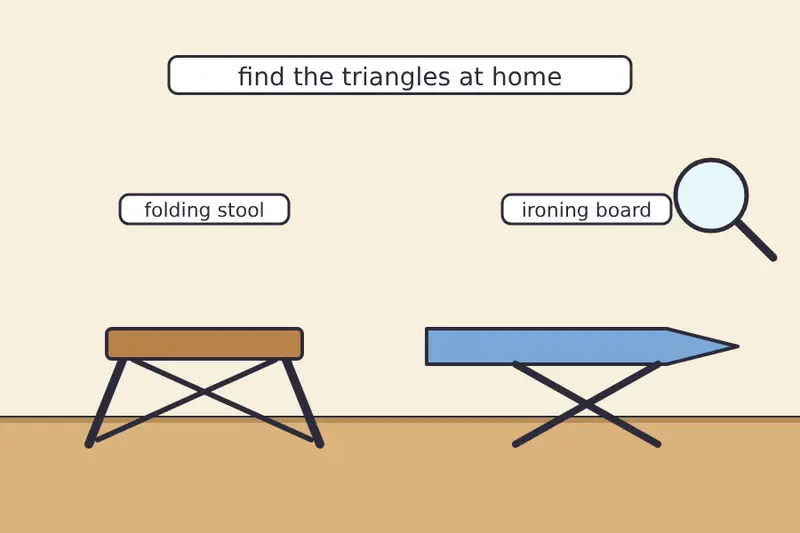 find the triangles at home
folding stool
ironing board